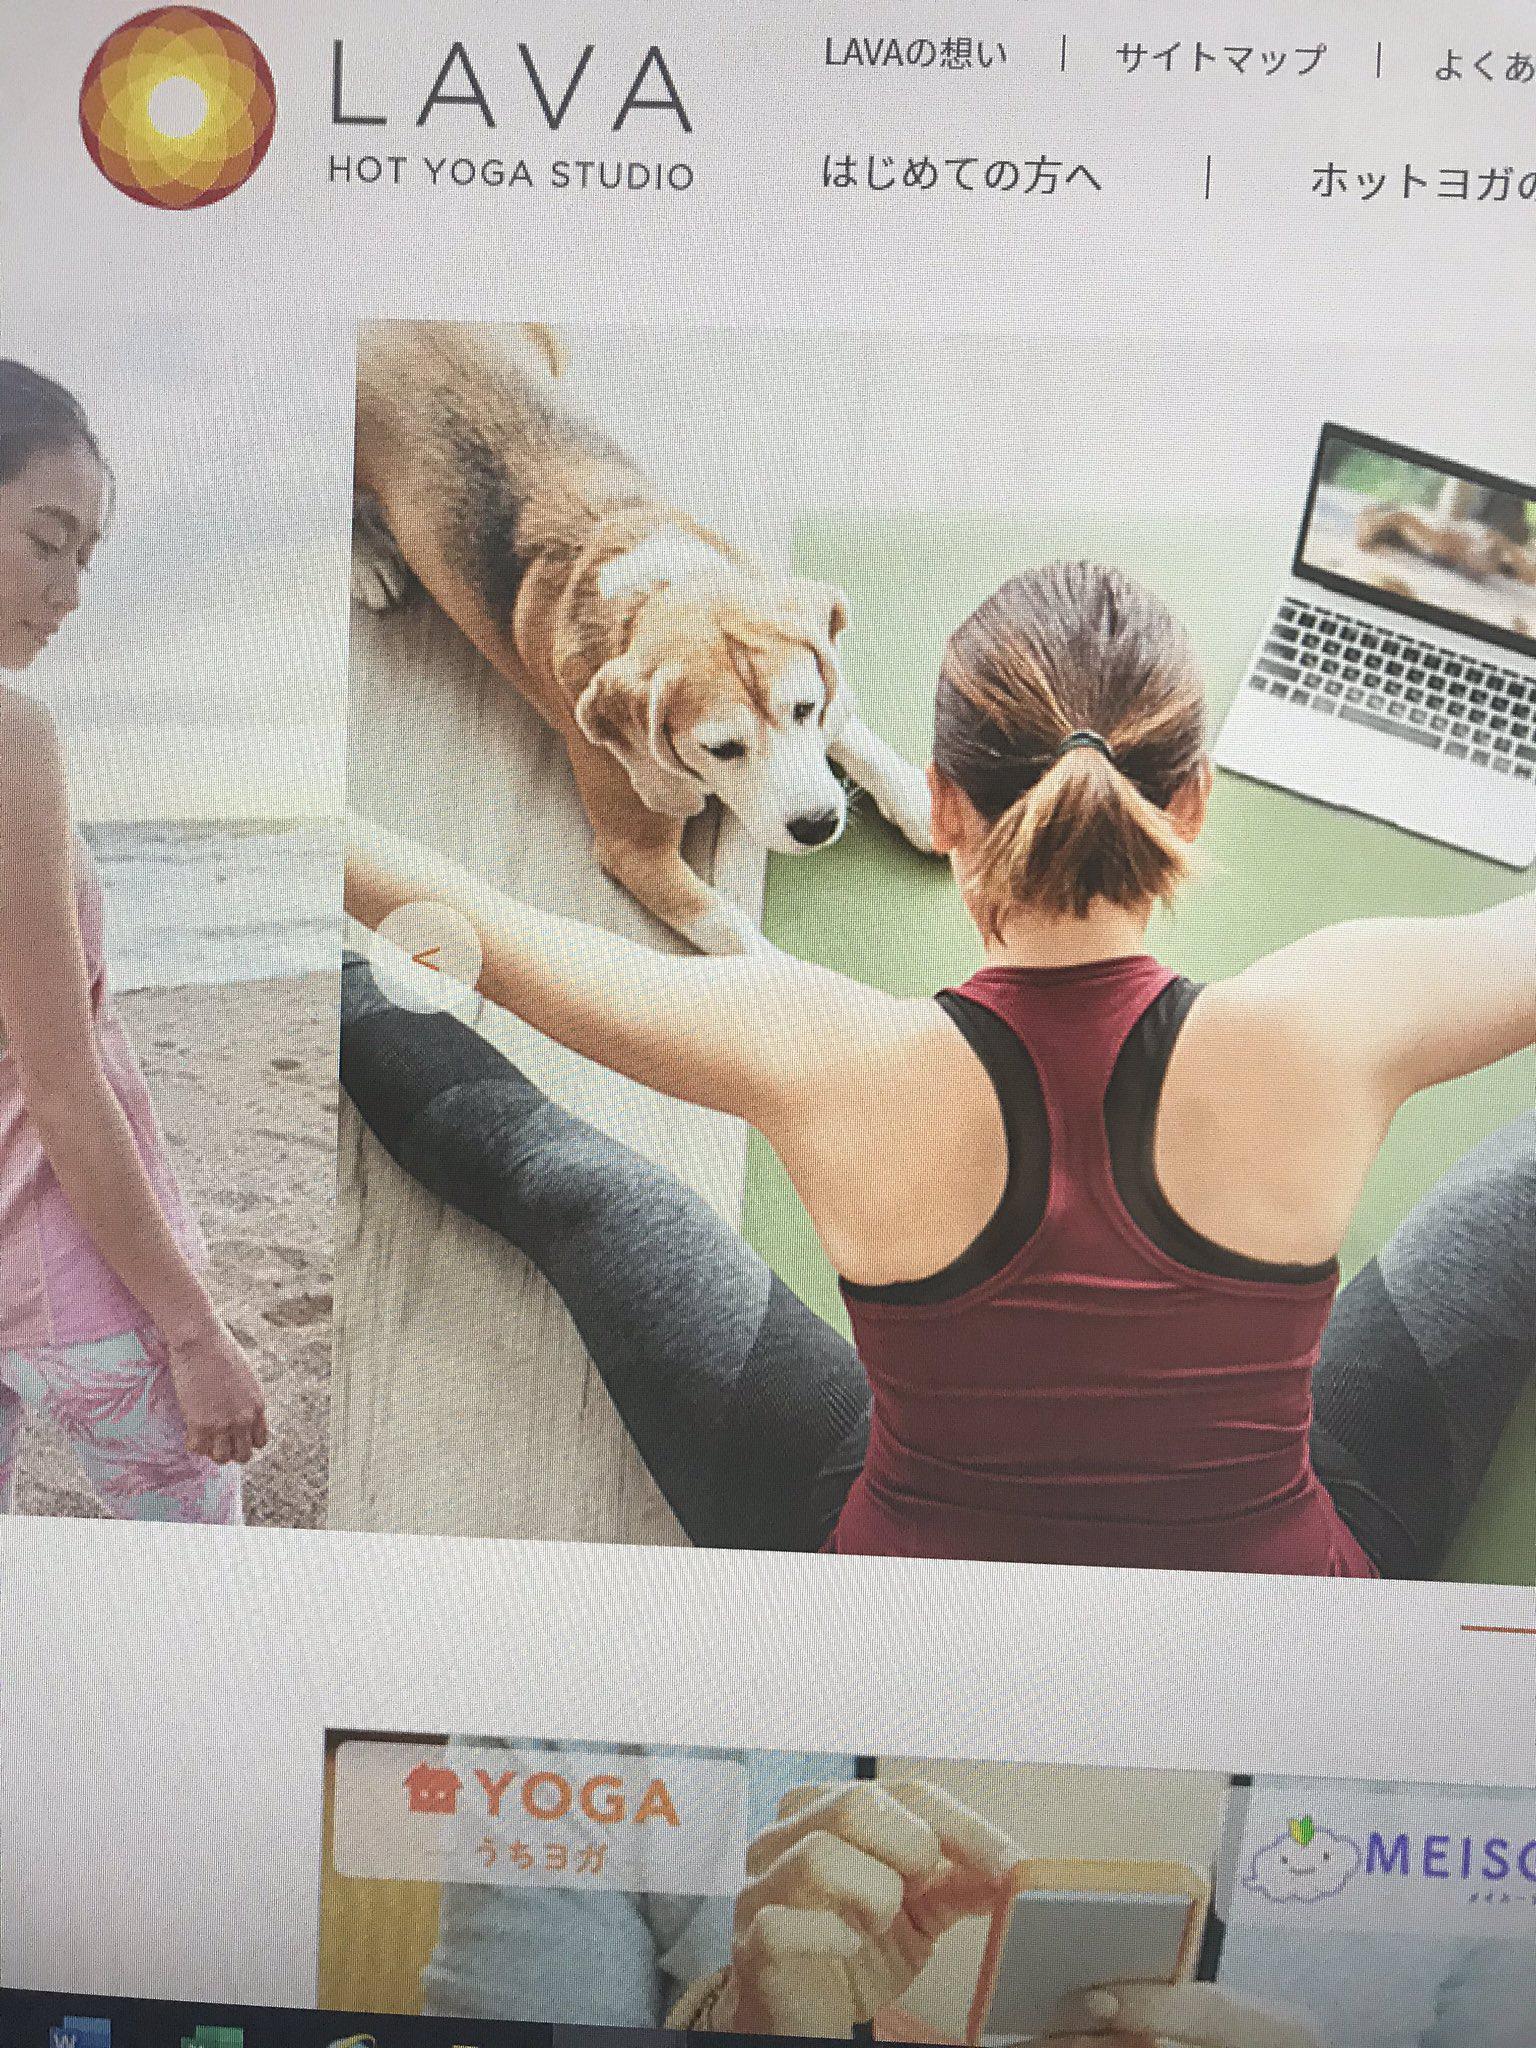 LAVA
HOT YOGA STUDIO
LAVAの想い | サイトマップ | よくあ
はじめての方へ | ホットヨガの
<
YOGA
うちヨガ
MEISO
W